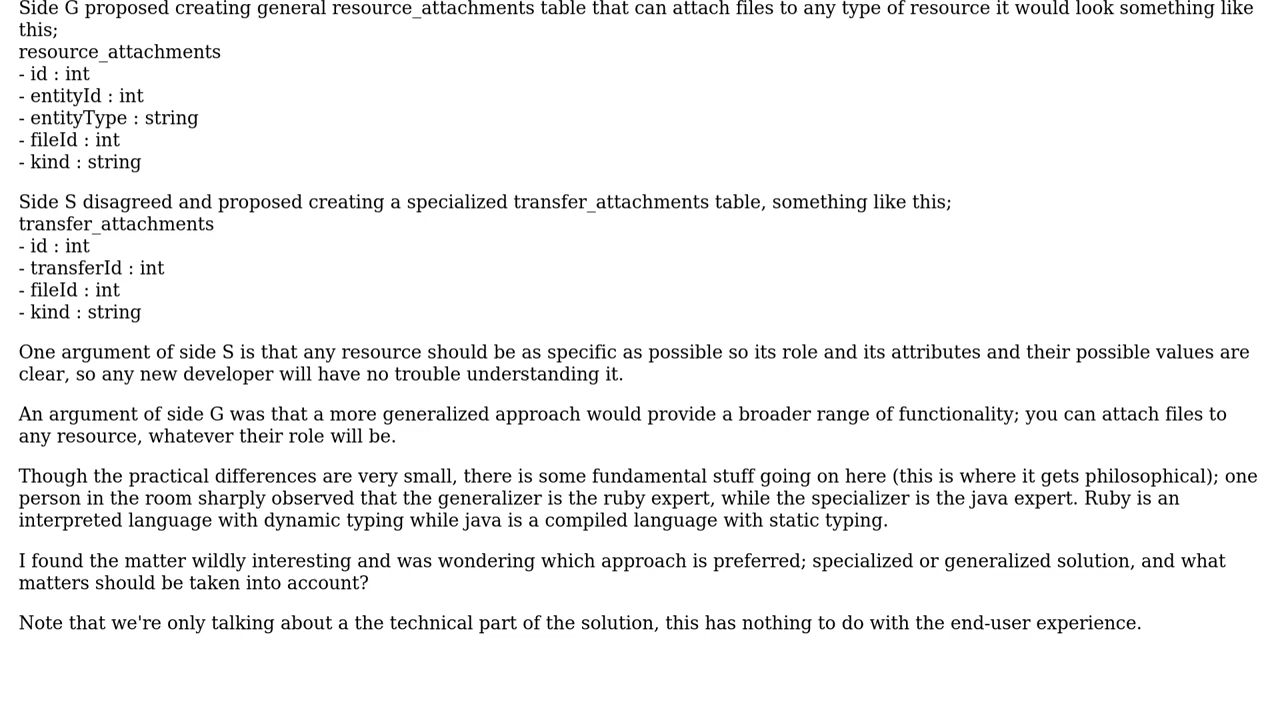 Side G proposed creating general resource_attachments table that can attach files to any type of resource it would look something like
this;
resource_attachments
- id : int
- entityId : int
- entityType : string
- fileId : int
- kind : string
Side S disagreed and proposed creating a specialized transfer_attachments table, something like this;
transfer_attachments
- id : int
- transferId : int
- fileId : int
- kind : string
One argument of side S is that any resource should be as specific as possible so its role and its attributes and their possible values are
clear, so any new developer will have no trouble understanding it.
An argument of side G was that a more generalized approach would provide a broader range of functionality; you can attach files to
any resource, whatever their role will be.
Though the practical differences are very small, there is some fundamental stuff going on here (this is where it gets philosophical); one
person in the room sharply observed that the generalizer is the ruby expert, while the specializer is the java expert. Ruby is an
interpreted language with dynamic typing while java is a compiled language with static typing.
I found the matter wildly interesting and was wondering which approach is preferred; specialized or generalized solution, and what
matters should be taken into account?
Note that we're only talking about a the technical part of the solution, this has nothing to do with the end-user experience.